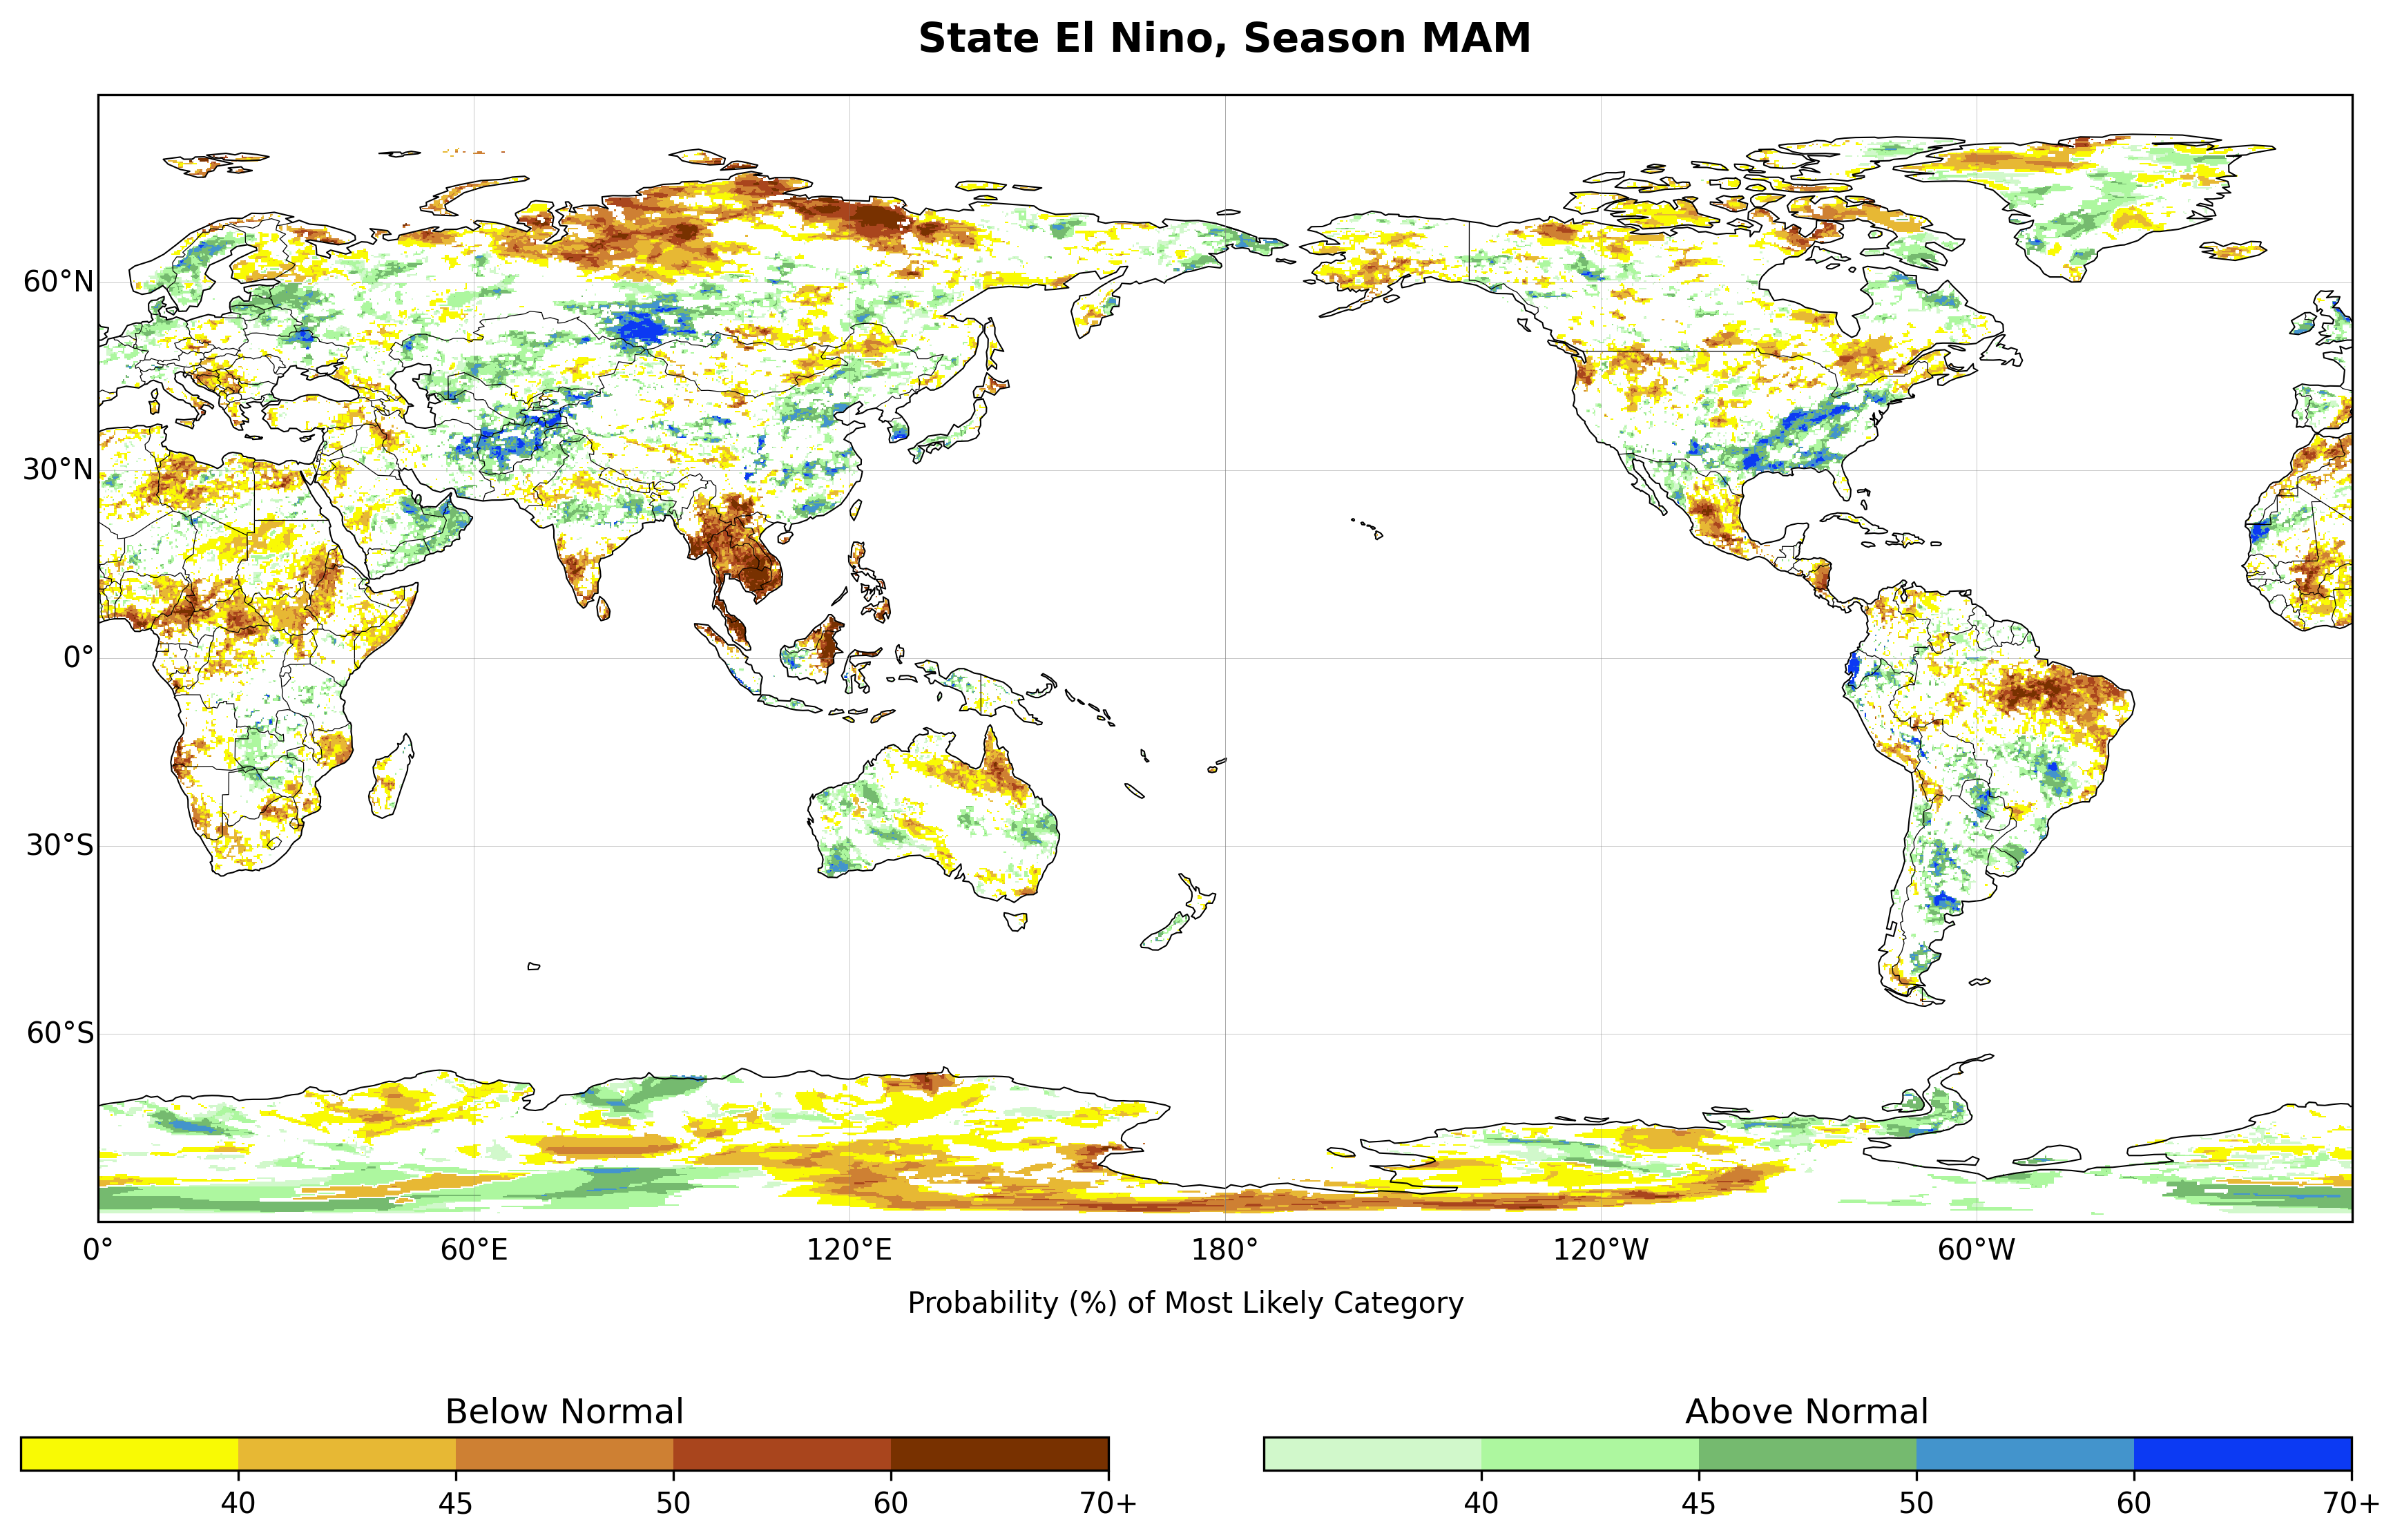 State El Nino, Season MAM
60°N
30°N
0°
30°S
60°S
0° 60°E 120°E 180° 120°W 60°W
Probability (%) of Most Likely Category
Below Normal
40 45 50 60 70+
Above Normal
40 45 50 60 70+